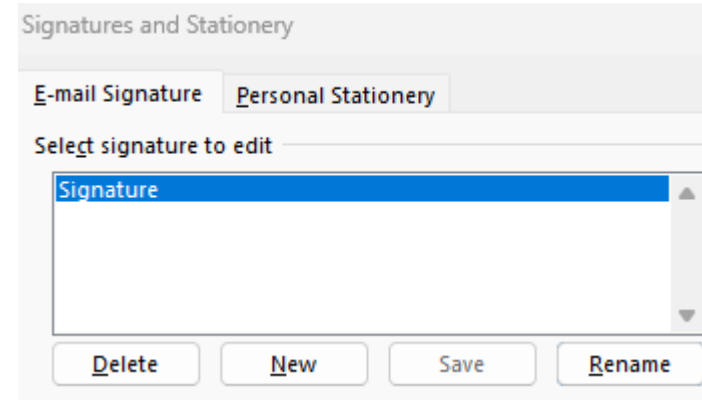 Signatures and Stationery
E-mail Signature Personal Stationery
Select signature to edit
Signature
Delete New Save Rename